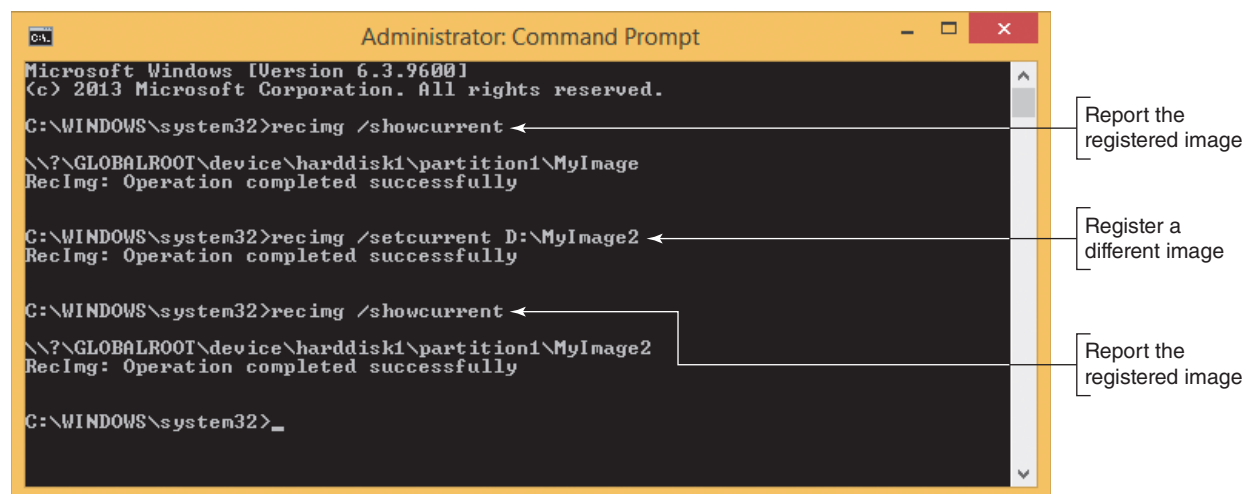 Administrator: Command Prompt
Microsoft Windows [Version 6.3.9600]
(c) 2013 Microsoft Corporation. All rights reserved.
C:\WINDOWS\system32>recimg /showcurrent
\\?\GLOBALROOT\device\harddisk1\partition1\MyImage
RecImg: Operation completed successfully
C:\WINDOWS\system32>recimg /setcurrent D:\MyImage2
RecImg: Operation completed successfully
C:\WINDOWS\system32>recimg /showcurrent
\\?\GLOBALROOT\device\harddisk1\partition1\MyImage2
RecImg: Operation completed successfully
C:\WINDOWS\system32>_
Report the
registered image
Register a
different image
Report the
registered image